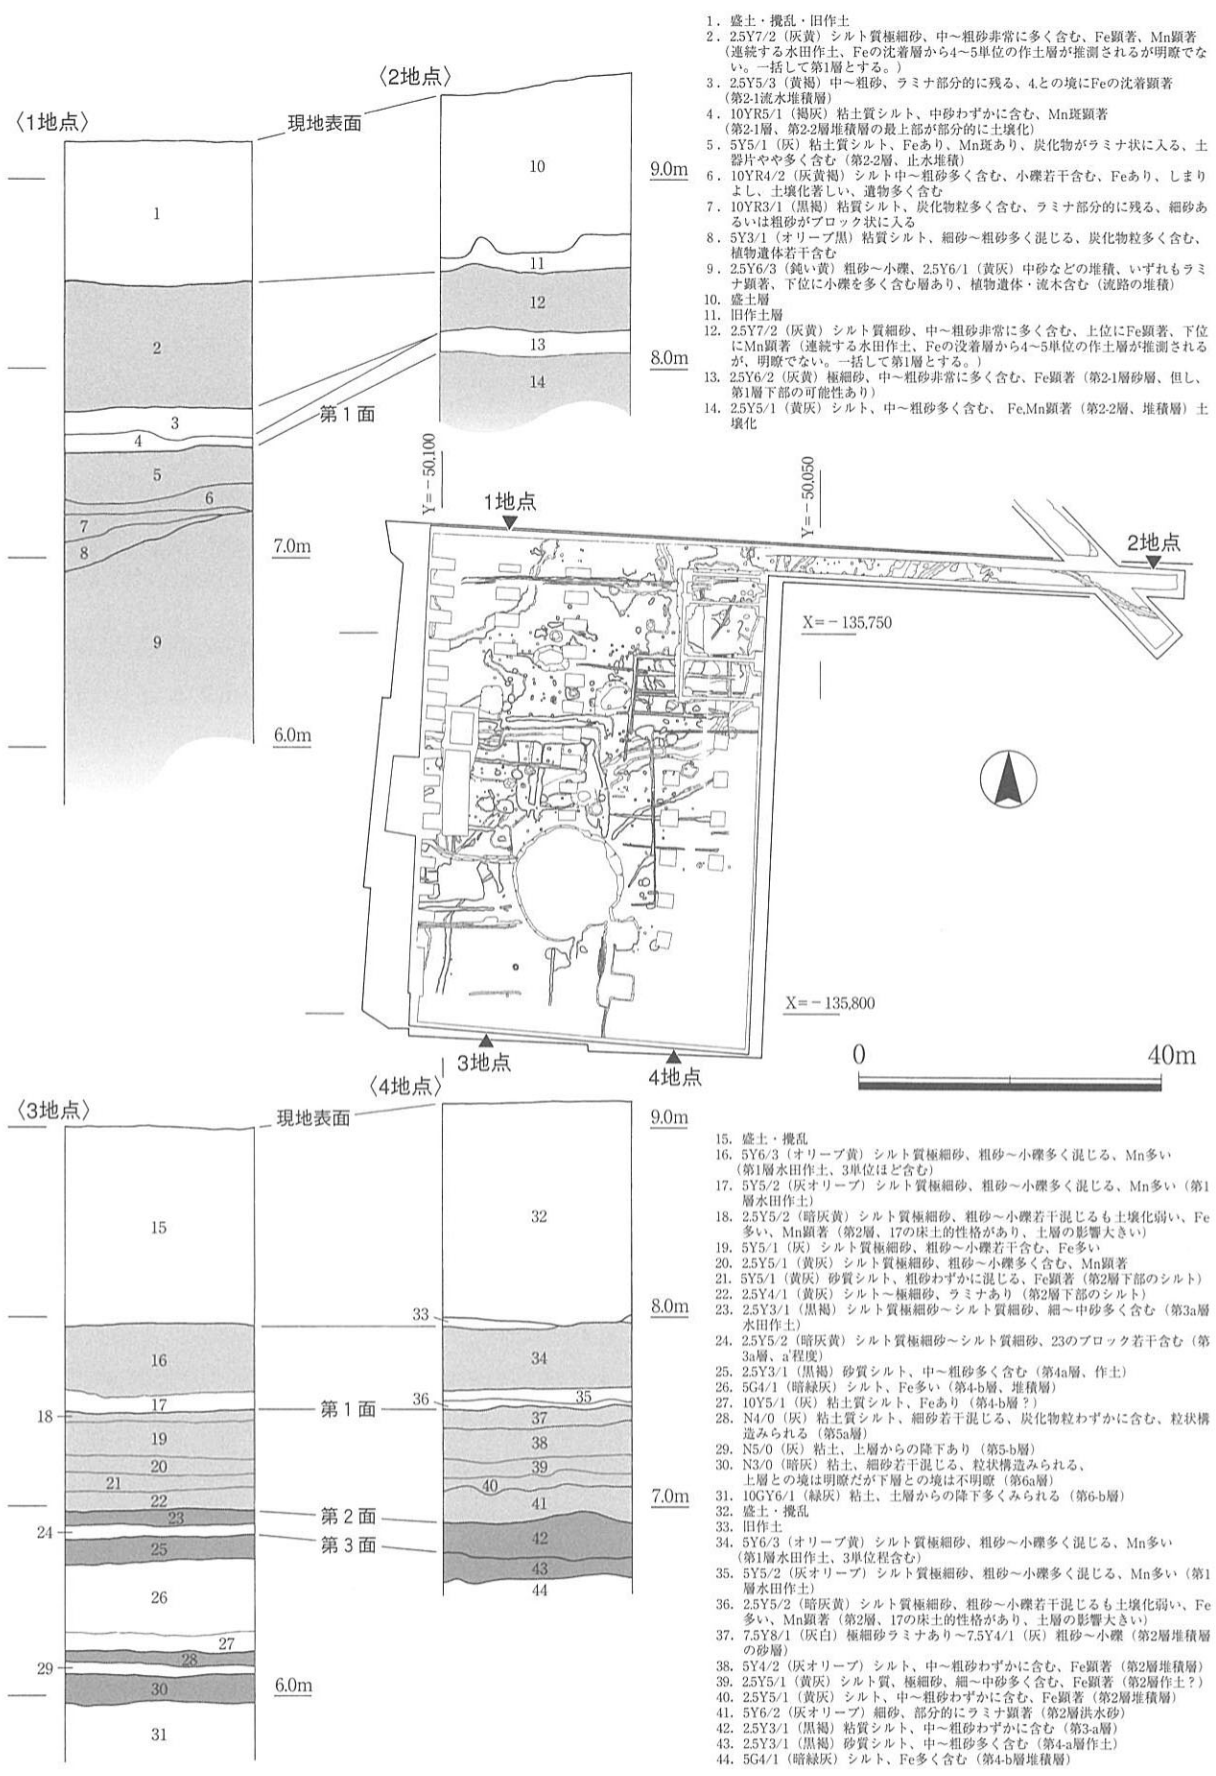 1. 盛土・攪乱・旧作土
2. 2.5Y7/2（灰黄）シルト質極細砂、中～粗砂非常に多く含む、Fe顕著、Mn顕著
（連続する水田作土、Feの沈着層から4～5単位の作土層が推測されるが明瞭でな
い。一括して第1層とする。）
3. 2.5Y5/3（黄褐）中～粗砂、ラミナ部分的に残る、4.との境にFeの沈着顕著
（第2-1流水堆積層）
4. 10YR5/1（褐灰）粘土質シルト、中砂わずかに含む、Mn斑顕著
（第2-1層、第2-2層堆積層の最上部が部分的に土壌化）
5. 5Y5/1（灰）粘土質シルト、Feあり、Mn斑あり、炭化物がラミナ状に入る、土
器片やや多く含む（第2-2層、止水堆積）
6. 10YR4/2（灰黄褐）シルト中～粗砂多く含む、小礫若干含む、Feあり、しまり
よし、土壌化著しい、遺物多く含む
7. 10YR3/1（黒褐）粘質シルト、炭化物粒多く含む、ラミナ部分的に残る、細砂あ
るいは粗砂がブロック状に入る
8. 5Y3/1（オリーブ黒）粘質シルト、細砂～粗砂多く混じる、炭化物粒多く含む、
植物遺体若干含む
9. 2.5Y6/3（鈍い黄）粗砂～小礫、2.5Y6/1（黄灰）中砂などの堆積、いずれもラミ
ナ顕著、下位に小礫を多く含む層あり、植物遺体・流木含む（流路の堆積）
10. 盛土層
11. 旧作土層
12. 2.5Y7/2（灰黄）シルト質細砂、中～粗砂非常に多く含む、上位にFe顕著、下位
にMn顕著（連続する水田作土、Feの没着層から4～5単位の作土層が推測される
が、明瞭でない。一括して第1層とする。）
13. 2.5Y6/2（灰黄）極細砂、中～粗砂非常に多く含む、Fe顕著（第2-1層砂層、但し、
第1層下部の可能性あり）
14. 2.5Y5/1（黄灰）シルト、中～粗砂多く含む、 Fe,Mn顕著（第2-2層、堆積層）土
壌化
〈1地点〉
〈2地点〉
現地表面
9.0m
8.0m
7.0m
6.0m
第1面
1
2
3
4
5
6
7
8
9
10
11
12
13
14
Y=－50,100
Y=－50,050
1地点
2地点
X=－135,750
X=－135,800
3地点
4地点
0 40m
〈3地点〉
〈4地点〉
現地表面
9.0m
8.0m
7.0m
6.0m
第1面
第2面
第3面
15
16
17
18
19
20
21
22
23
24
25
26
27
28
29
30
31
32
33
34
35
36
37
38
39
40
41
42
43
44
15. 盛土・攪乱
16. 5Y6/3（オリーブ黄）シルト質極細砂、粗砂～小礫多く混じる、Mn多い
（第1層水田作土、3単位ほど含む）
17. 5Y5/2（灰オリーブ）シルト質極細砂、粗砂～小礫多く混じる、Mn多い（第1
層水田作土）
18. 2.5Y5/2（暗灰黄）シルト質極細砂、粗砂～小礫若干混じるも土壌化弱い、Fe
多い、Mn顕著（第2層、17の床土的性格があり、土層の影響大きい）
19. 5Y5/1（灰）シルト質極細砂、粗砂～小礫若干含む、Fe多い
20. 2.5Y5/1（黄灰）シルト質極細砂、粗砂～小礫多く含む、Mn顕著
21. 5Y5/1（黄灰）砂質シルト、粗砂わずかに混じる、Fe顕著（第2層下部のシルト）
22. 2.5Y4/1（黄灰）シルト～極細砂、ラミナあり（第2層下部のシルト）
23. 2.5Y3/1（黒褐）シルト質極細砂～シルト質細砂、細～中砂多く含む（第3a層
水田作土）
24. 2.5Y5/2（暗灰黄）シルト質極細砂～シルト質細砂、23のブロック若干含む（第
3a層、a'程度）
25. 2.5Y3/1（黒褐）砂質シルト、中～粗砂多く含む（第4a層、作土）
26. 5G4/1（暗緑灰）シルト、Fe多い（第4-b層、堆積層）
27. 10Y5/1（灰）粘土質シルト、Feあり（第4-b層？）
28. N4/0（灰）粘土質シルト、細砂若干混じる、炭化物粒わずかに含む、粒状構
造みられる（第5a層）
29. N5/0（灰）粘土、上層からの降下あり（第5-b層）
30. N3/0（暗灰）粘土、細砂若干混じる、粒状構造みられる、
上層との境は明瞭だが下層との境は不明瞭（第6a層）
31. 10GY6/1（緑灰）粘土、土層からの降下多くみられる（第6-b層）
32. 盛土・攪乱
33. 旧作土
34. 5Y6/3（オリーブ黄）シルト質極細砂、粗砂～小礫多く混じる、Mn多い
（第1層水田作土、3単位程含む）
35. 5Y5/2（灰オリーブ）シルト質極細砂、粗砂～小礫多く混じる、Mn多い（第1
層水田作土）
36. 2.5Y5/2（暗灰黄）シルト質極細砂、粗砂～小礫若干混じるも土壌化弱い、Fe
多い、Mn顕著（第2層、17の床土的性格があり、土層の影響大きい）
37. 7.5Y8/1（灰白）極細砂ラミナあり～7.5Y4/1（灰）粗砂～小礫（第2層堆積層
の砂層）
38. 5Y4/2（灰オリーブ）シルト、中～粗砂わずかに含む、Fe顕著（第2層堆積層）
39. 2.5Y5/1（黄灰）シルト質、極細砂、細～中砂多く含む、Fe顕著（第2層作土？）
40. 2.5Y5/1（黄灰）シルト、中～粗砂わずかに含む、Fe顕著（第2層堆積層）
41. 5Y6/2（灰オリーブ）細砂、部分的にラミナ顕著（第2層洪水砂）
42. 2.5Y3/1（黒褐）粘質シルト、中～粗砂わずかに含む（第3-a層）
43. 2.5Y3/1（黒褐）砂質シルト、中～粗砂多く含む（第4-a層作土）
44. 5G4/1（暗緑灰）シルト、Fe多く含む（第4-b層堆積層）